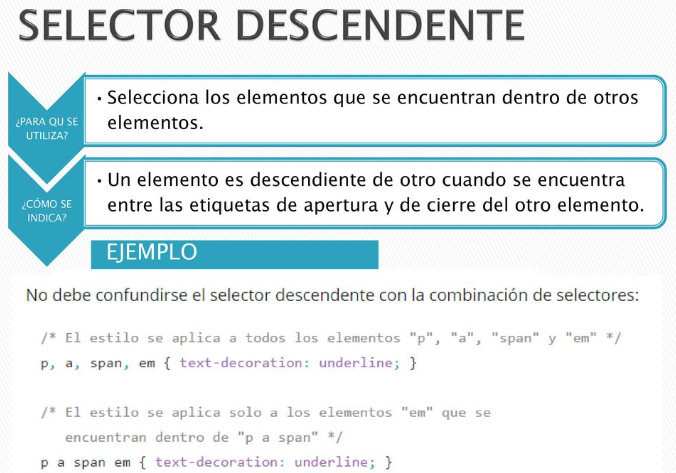 SELECTOR DESCENDENTE
¿PARA QU SE
UTILIZA?
• Selecciona los elementos que se encuentran dentro de otros
elementos.
¿CÓMO SE
INDICA?
• Un elemento es descendiente de otro cuando se encuentra
entre las etiquetas de apertura y de cierre del otro elemento.
EJEMPLO
No debe confundirse el selector descendente con la combinación de selectores:
/* El estilo se aplica a todos los elementos "p", "a", "span" y "em" */
p, a, span, em { text-decoration: underline; }
/* El estilo se aplica solo a los elementos "em" que se
encuentran dentro de "p a span" */
p a span em { text-decoration: underline; }